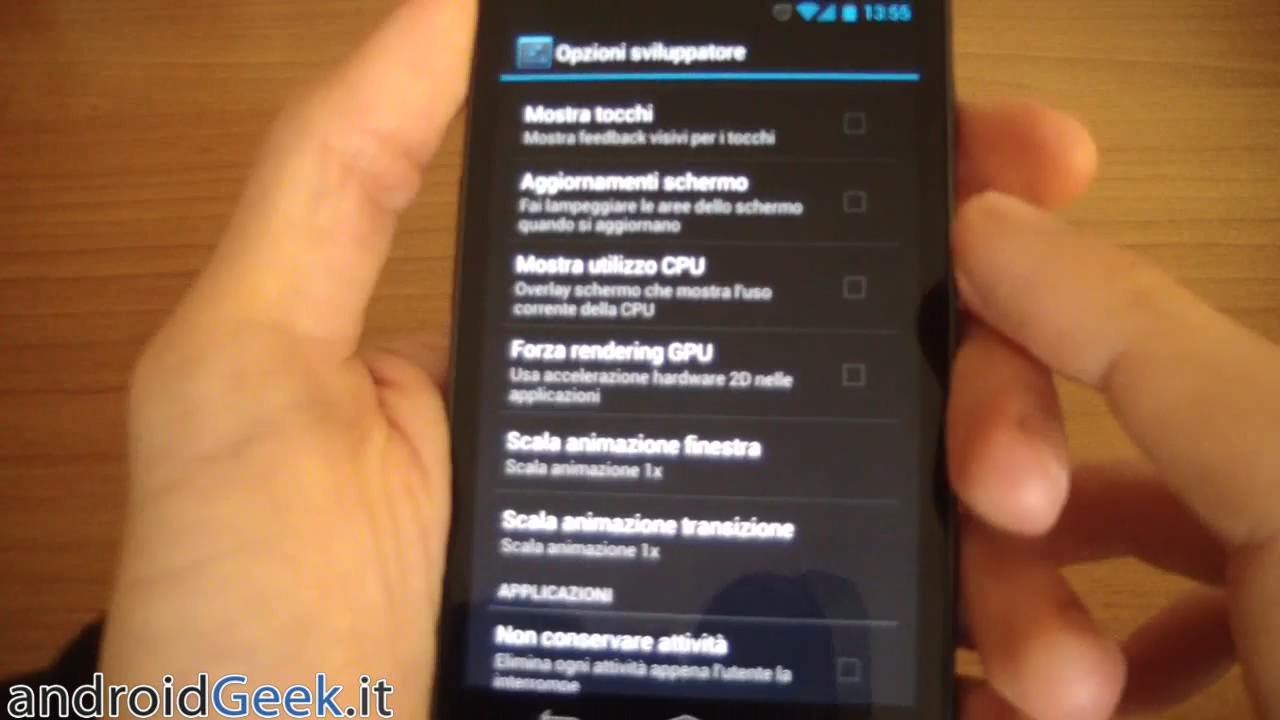 13:55
Opzioni sviluppatore
Mostra tocchi
Mostra feedback visivi per i tocchi
Aggiornamenti schermo
Fai lampeggiare le aree dello schermo
quando si aggiornano
Mostra utilizzo CPU
Overlay schermo che mostra l'uso
corrente della CPU
Forza rendering GPU
Usa accelerazione hardware 2D nelle
applicazioni
Scala animazione finestra
Scala animazione 1x
Scala animazione transizione
Scala animazione 1x
APPLICAZIONI
Non conservare attività
Elimina ogni attività appena l'utente la
interrompe
androidGeek.it